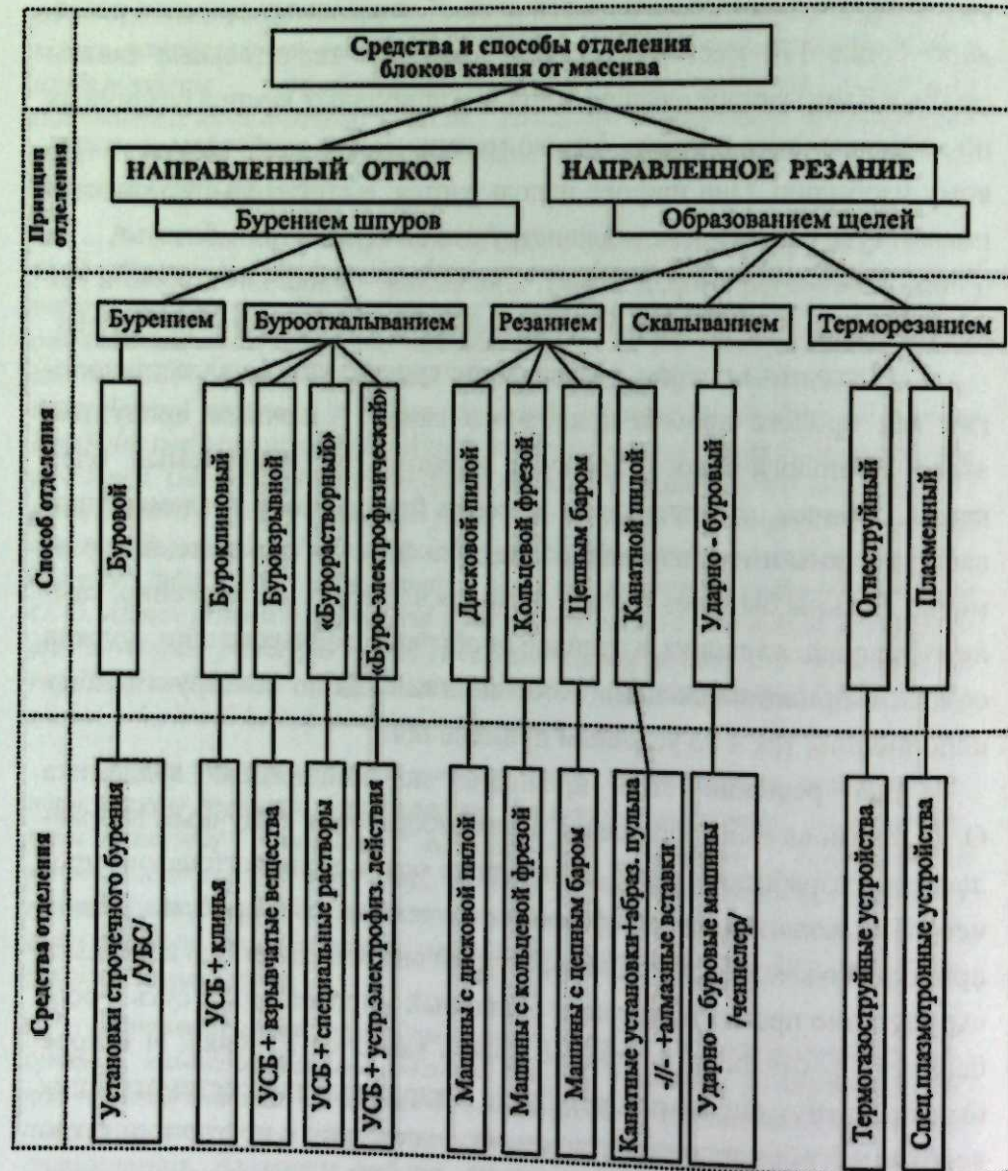 Средства и способы отделения
блоков камня от массива
Принцип
отделения
НАПРАВЛЕННЫЙ ОТКОЛ
НАПРАВЛЕННОЕ РЕЗАНИЕ
Бурением шпуров
Образованием щелей
Способ отделения
Бурением
Бурооткалыванием
Резанием
Скалыванием
Терморезанием
Буровой
Буроклиновый
Буровзрывной
«Бурорастворный»
«Буро-электрофизический»
Дисковой пилой
Кольцевой фрезой
Цепным баром
Канатной пилой
Ударно - буровый
Огнеструйный
Плазменный
Средства отделения
Установки строчечного бурения
/УБС/
УСБ + клинья
УСБ + взрывчатые вещества
УСБ + специальные растворы
УСБ + устр.электрофиз. действия
Машины с дисковой пилой
Машины с кольцевой фрезой
Машины с цепным баром
Канатные установки+абраз. пульпа
-//- +алмазные вставки
Ударно буровые машины
/ченнелер/
Термогазоструйные устройства
Спец.плазмотронные устройства